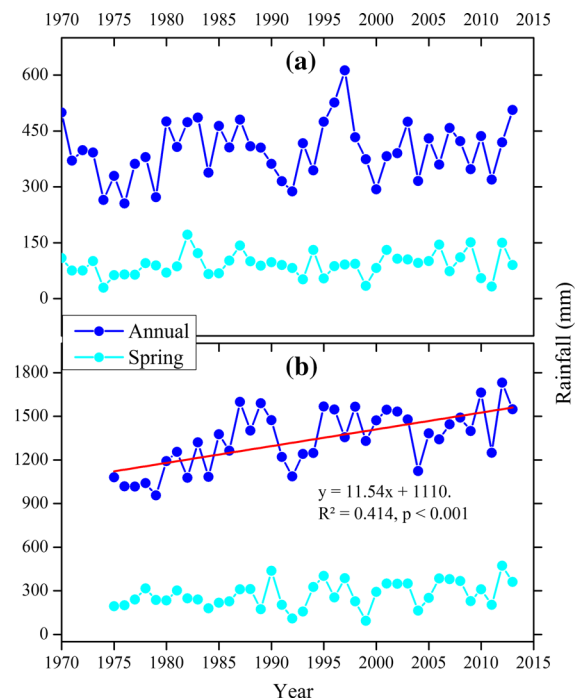 1970 1975 1980 1985 1990 1995 2000 2005 2010 2015
(a)
600
450
300
150
0
Annual
Spring
(b)
1800
1500
1200
900
600
300
0
y = 11.54x + 1110.
R² = 0.414, p < 0.001
1970 1975 1980 1985 1990 1995 2000 2005 2010 2015
Year
Rainfall (mm)